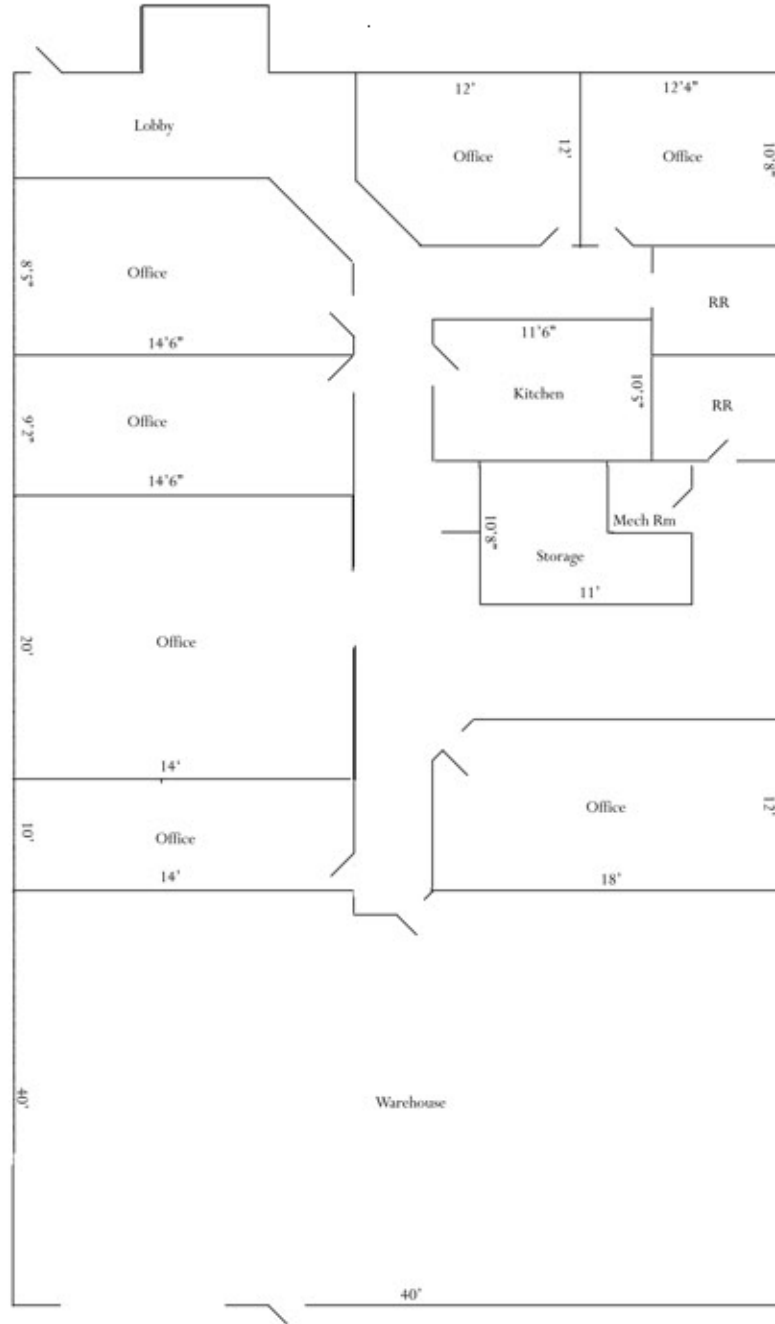 12'
12'4"
Lobby
Office
12'
Office
10'8"
Office
8'5"
14'6"
RR
11'6"
Kitchen
10'5"
RR
Office
9'2"
14'6"
Mech Rm
10'8"
Storage
11'
Office
20'
14'
Office
12'
10'
Office
14'
18'
40'
Warehouse
40'